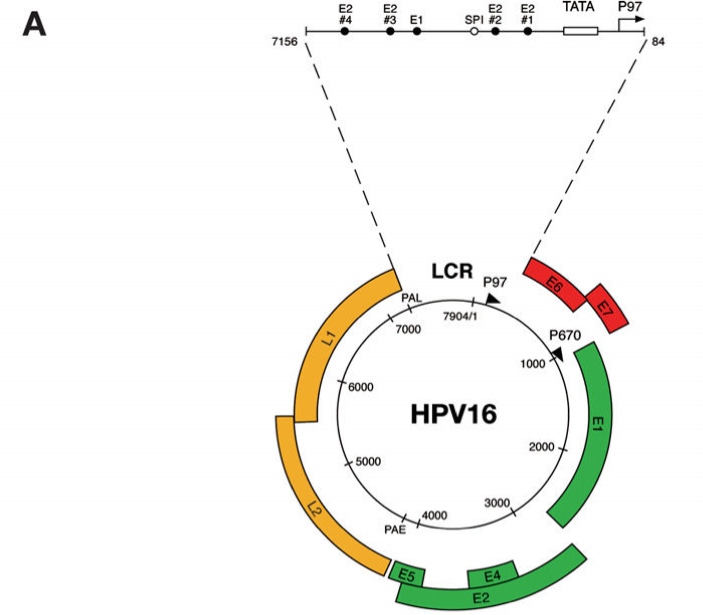 A
E2 #4
E2 #3
E1
SPI
E2 #2
E2 #1
TATA
P97
7156
84
LCR
P97
E6
E7
PAL
7904/1
7000
P670
1000
L1
6000
HPV16
E1
2000
5000
L2
3000
4000
PAE
E5
E4
E2